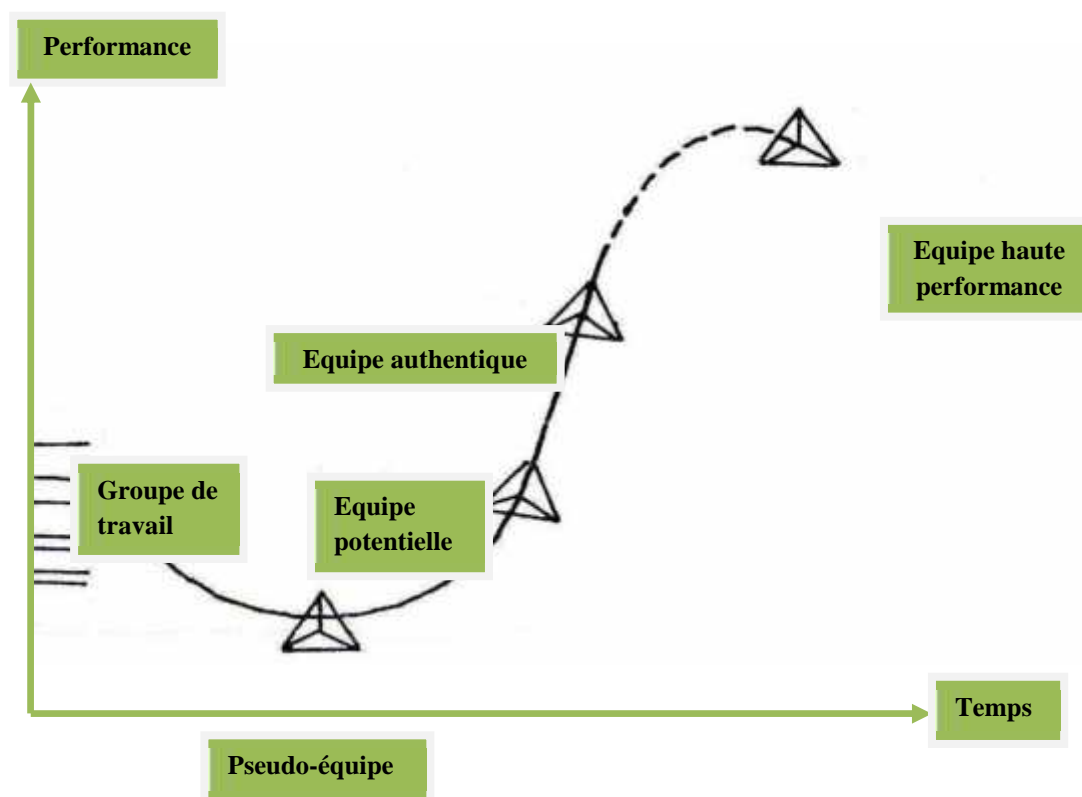 Performance
Equipe haute
performance
Equipe authentique
Groupe de
travail
Equipe
potentielle
Temps
Pseudo-équipe